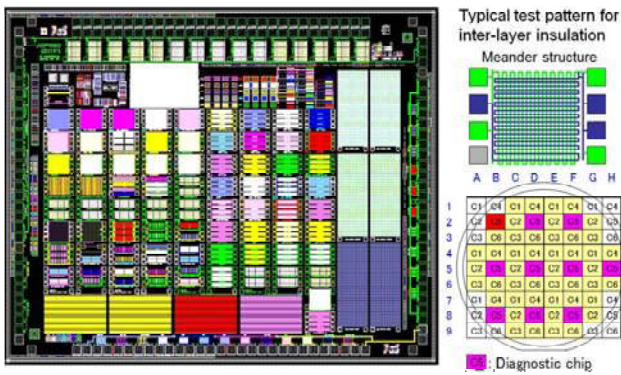 Typical test pattern for
inter-layer insulation
Meander structure
A B C D E F G H
1 C1 C4 C1 C4 C1 C4 C1 C4
2 C2 C5 C2 C5 C2 C5 C2 C5
3 C3 C6 C3 C6 C3 C6 C3 C6
4 C1 C4 C1 C4 C1 C4 C1 C4
5 C2 C5 C2 C5 C2 C5 C2 C5
6 C3 C6 C3 C6 C3 C6 C3 C6
7 C1 C4 C1 C4 C1 C4 C1 C4
8 C2 C5 C2 C5 C2 C5 C2 C5
9 C3 C6 C3 C6 C3 C6 C3 C6
C5 : Diagnostic chip